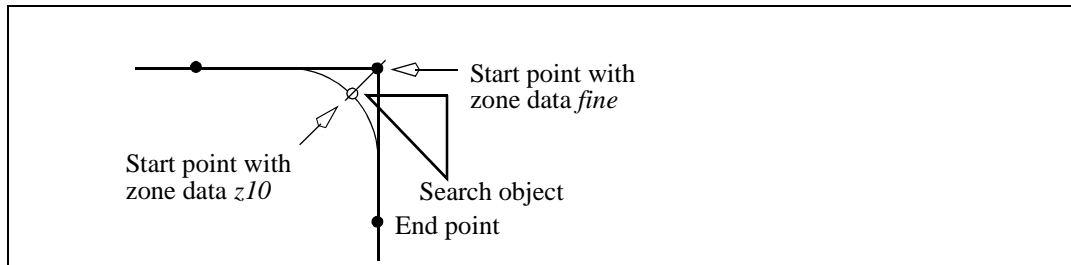 Start point with
zone data fine
Start point with
zone data z10
Search object
End point